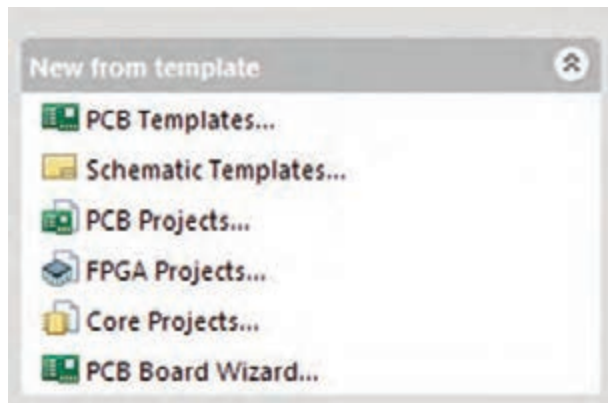 New from template
PCB Templates...
Schematic Templates...
PCB Projects...
FPGA Projects...
Core Projects...
PCB Board Wizard...